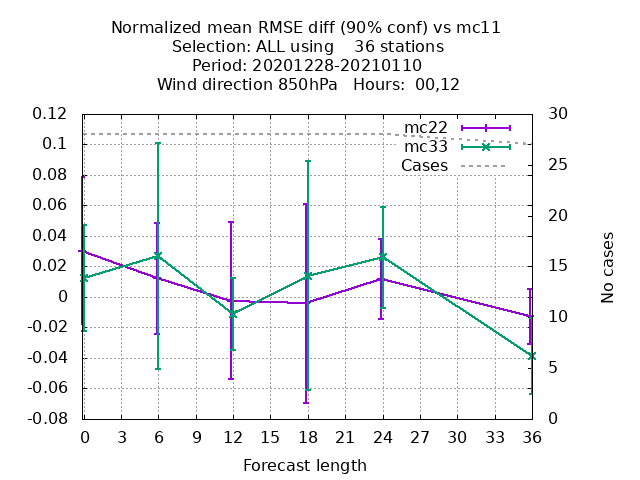 Normalized mean RMSE diff (90% conf) vs mc11
Selection: ALL using    36 stations
Period: 20201228-20210110
Wind direction 850hPa   Hours:  00,12
0.12
0.1
0.08
0.06
0.04
0.02
0
-0.02
-0.04
-0.06
-0.08
30
25
20
15
10
5
0
mc22
mc33
Cases
No cases
0 3 6 9 12 15 18 21 24 27 30 33 36
Forecast length